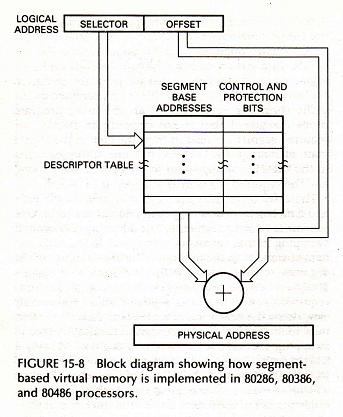 LOGICAL
ADDRESS
SELECTOR
OFFSET
SEGMENT
BASE
ADDRESSES
CONTROL AND
PROTECTION
BITS
DESCRIPTOR TABLE
+
PHYSICAL ADDRESS
FIGURE 15-8 Block diagram showing how segment-
based virtual memory is implemented in 80286, 80386,
and 80486 processors.